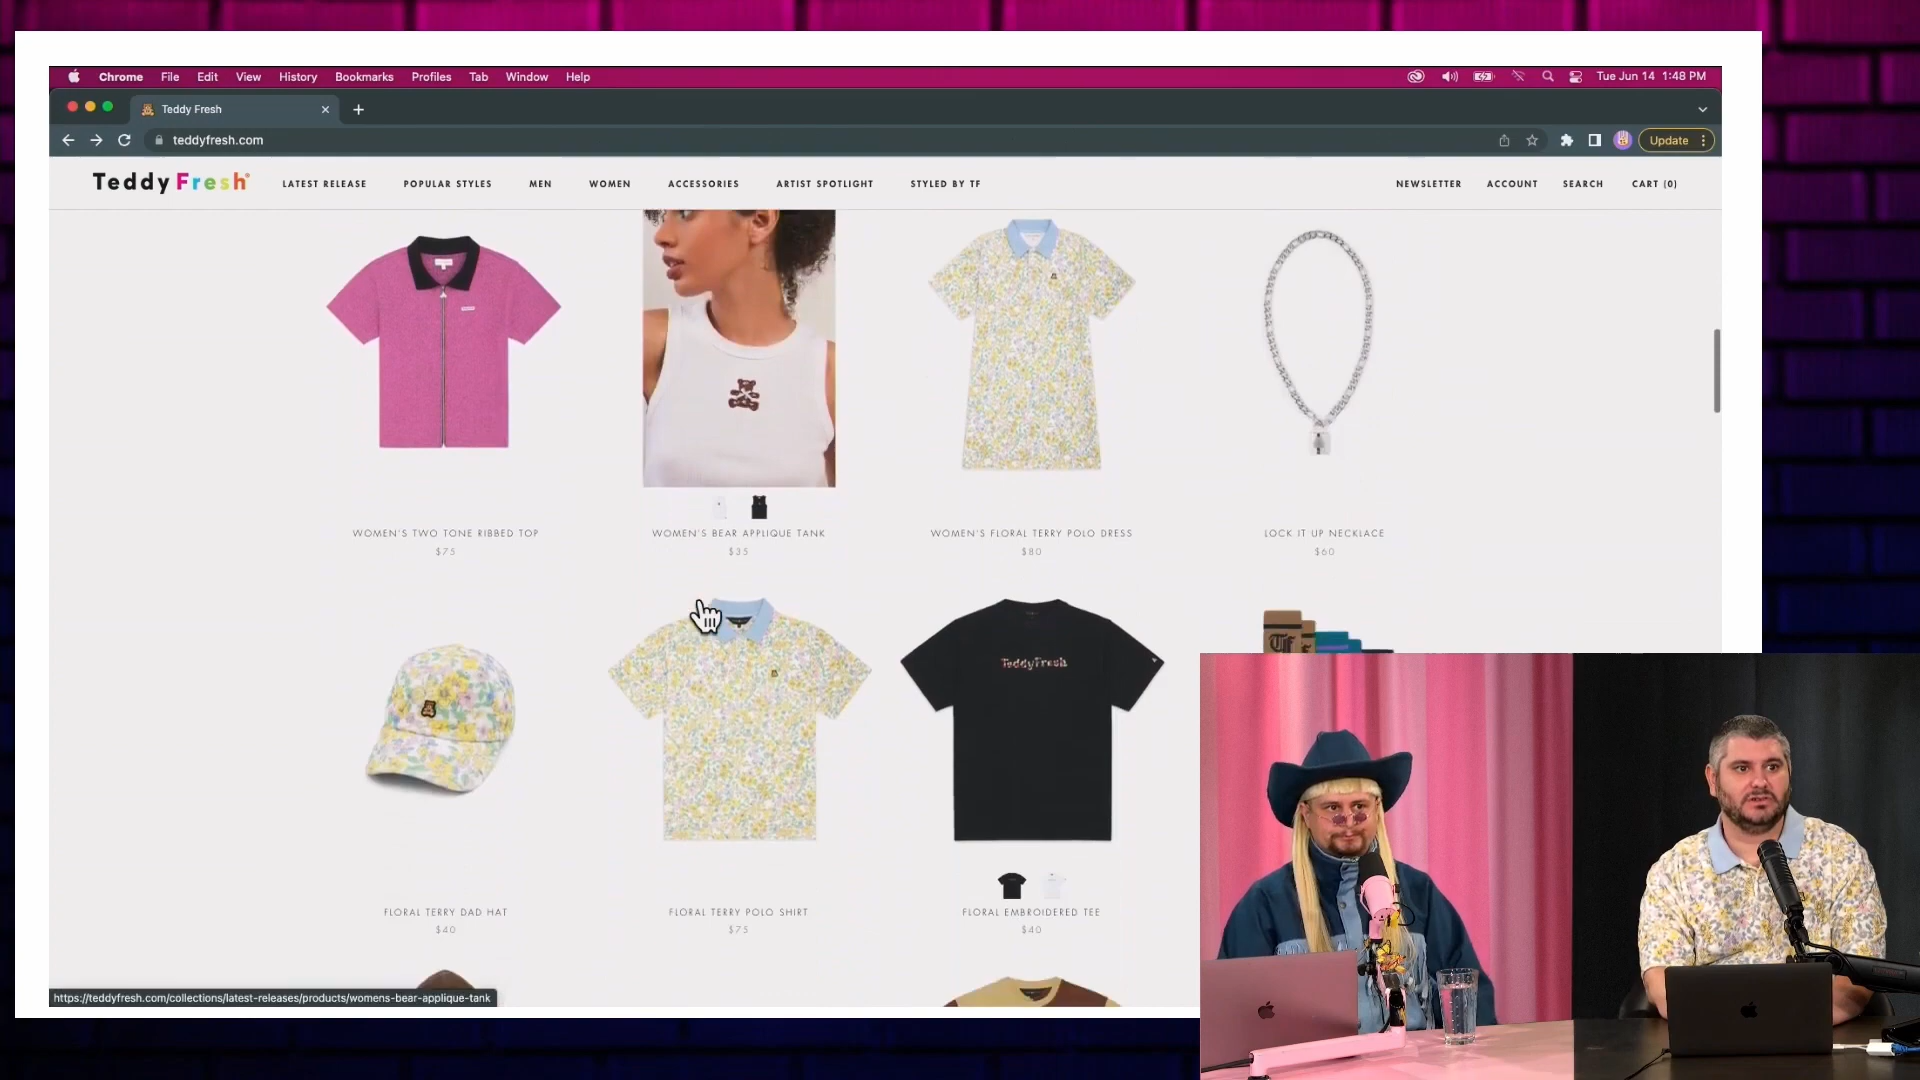 Chrome File Edit View History Bookmarks Profiles Tab Window Help Tue Jun 14 1:48 PM
Teddy Fresh
teddyfresh.com Update
Teddy Fresh LATEST RELEASE POPULAR STYLES MEN WOMEN ACCESSORIES ARTIST SPOTLIGHT STYLED BY TF NEWSLETTER ACCOUNT SEARCH CART (0)
WOMEN'S TWO TONE RIBBED TOP WOMEN'S BEAR APPLIQUE TANK WOMEN'S FLORAL TERRY POLO DRESS LOCK IT UP NECKLACE
$75 $35 $80 $60
TeddyFresh
Tf
FLORAL TERRY DAD HAT FLORAL TERRY POLO SHIRT FLORAL EMBROIDERED TEE
$40 $75 $40
https://teddyfresh.com/collections/latest-releases/products/womens-bear-applique-tank